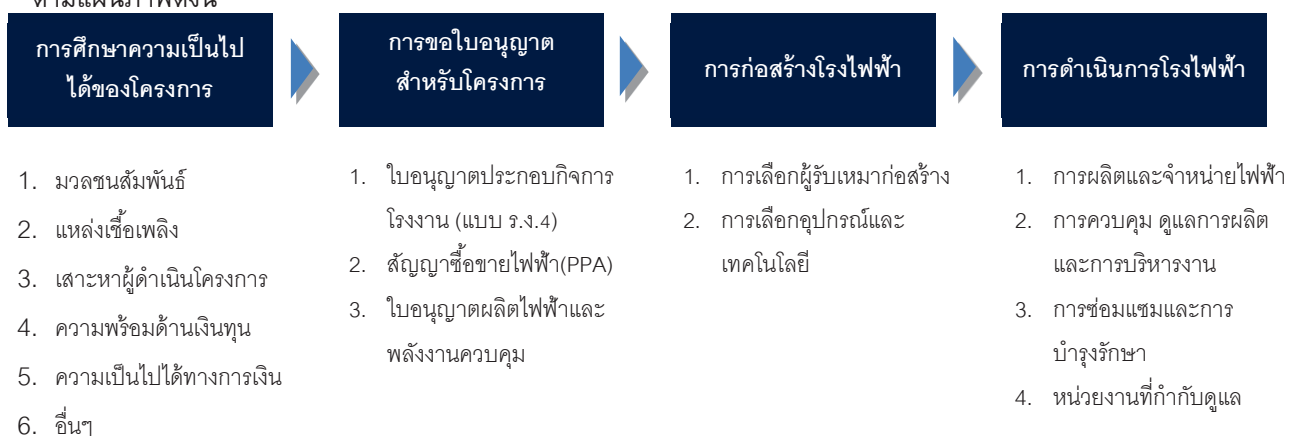 ตามแผนภาพดังนี้
การศึกษาความเป็นไป
ได้ของโครงการ
การขอใบอนุญาต
สำหรับโครงการ
การก่อสร้างโรงไฟฟ้า
การดำเนินการโรงไฟฟ้า
1. มวลชนสัมพันธ์
2. แหล่งเชื้อเพลิง
3. เสาะหาผู้ดำเนินโครงการ
4. ความพร้อมด้านเงินทุน
5. ความเป็นไปได้ทางการเงิน
6. อื่นๆ
1. ใบอนุญาตประกอบกิจการ
โรงงาน (แบบ ร.ง.4)
2. สัญญาซื้อขายไฟฟ้า(PPA)
3. ใบอนุญาตผลิตไฟฟ้าและ
พลังงานควบคุม
1. การเลือกผู้รับเหมาก่อสร้าง
2. การเลือกอุปกรณ์และ
เทคโนโลยี
1. การผลิตและจำหน่ายไฟฟ้า
2. การควบคุม ดูแลการผลิต
และการบริหารงาน
3. การซ่อมแซมและการ
บำรุงรักษา
4. หน่วยงานที่กำกับดูแล